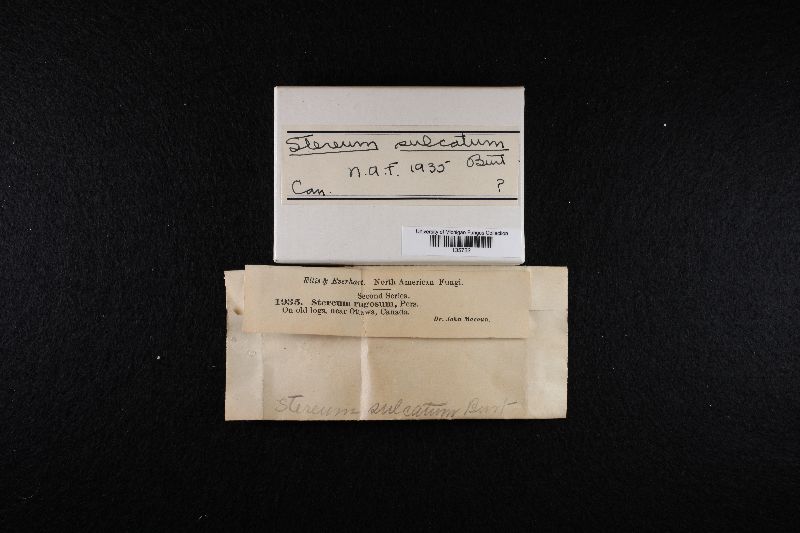 Stereum sulcatum
Burt
N.A.F. 1935
Can. ?
University of Michigan Fungus Collection
Ellis & Everhart. North American Fungi.
Second Series.
1935. Stereum rugosum, Pers.
On old logs, near Ottawa, Canada.
Dr. John Macoun.
Stereum sulcatum Burt